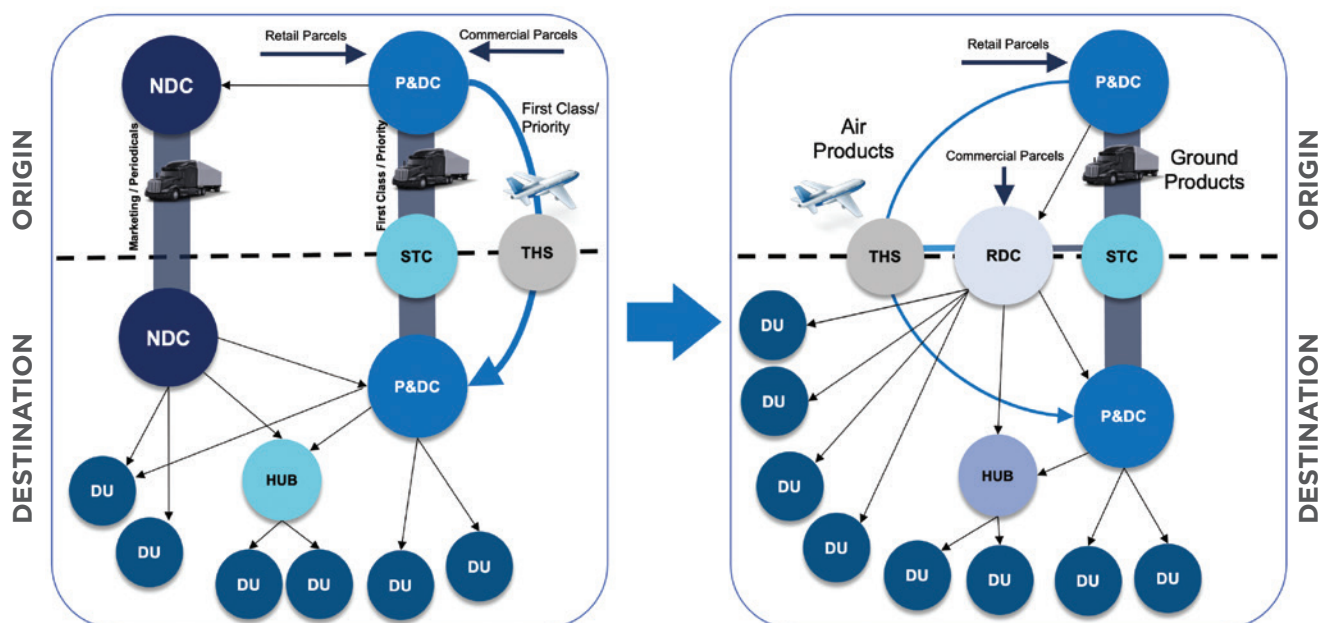 ORIGIN
DESTINATION
Retail Parcels
Commercial Parcels
NDC
P&DC
First Class/
Priority
Marketing / Periodicals
First Class / Priority
STC
THS
NDC
P&DC
DU
DU
HUB
DU
DU
DU
DU
Retail Parcels
P&DC
Air
Products
Commercial Parcels
Ground
Products
THS
RDC
STC
DU
DU
DU
DU
P&DC
HUB
DU
DU
DU
DU
ORIGIN
DESTINATION